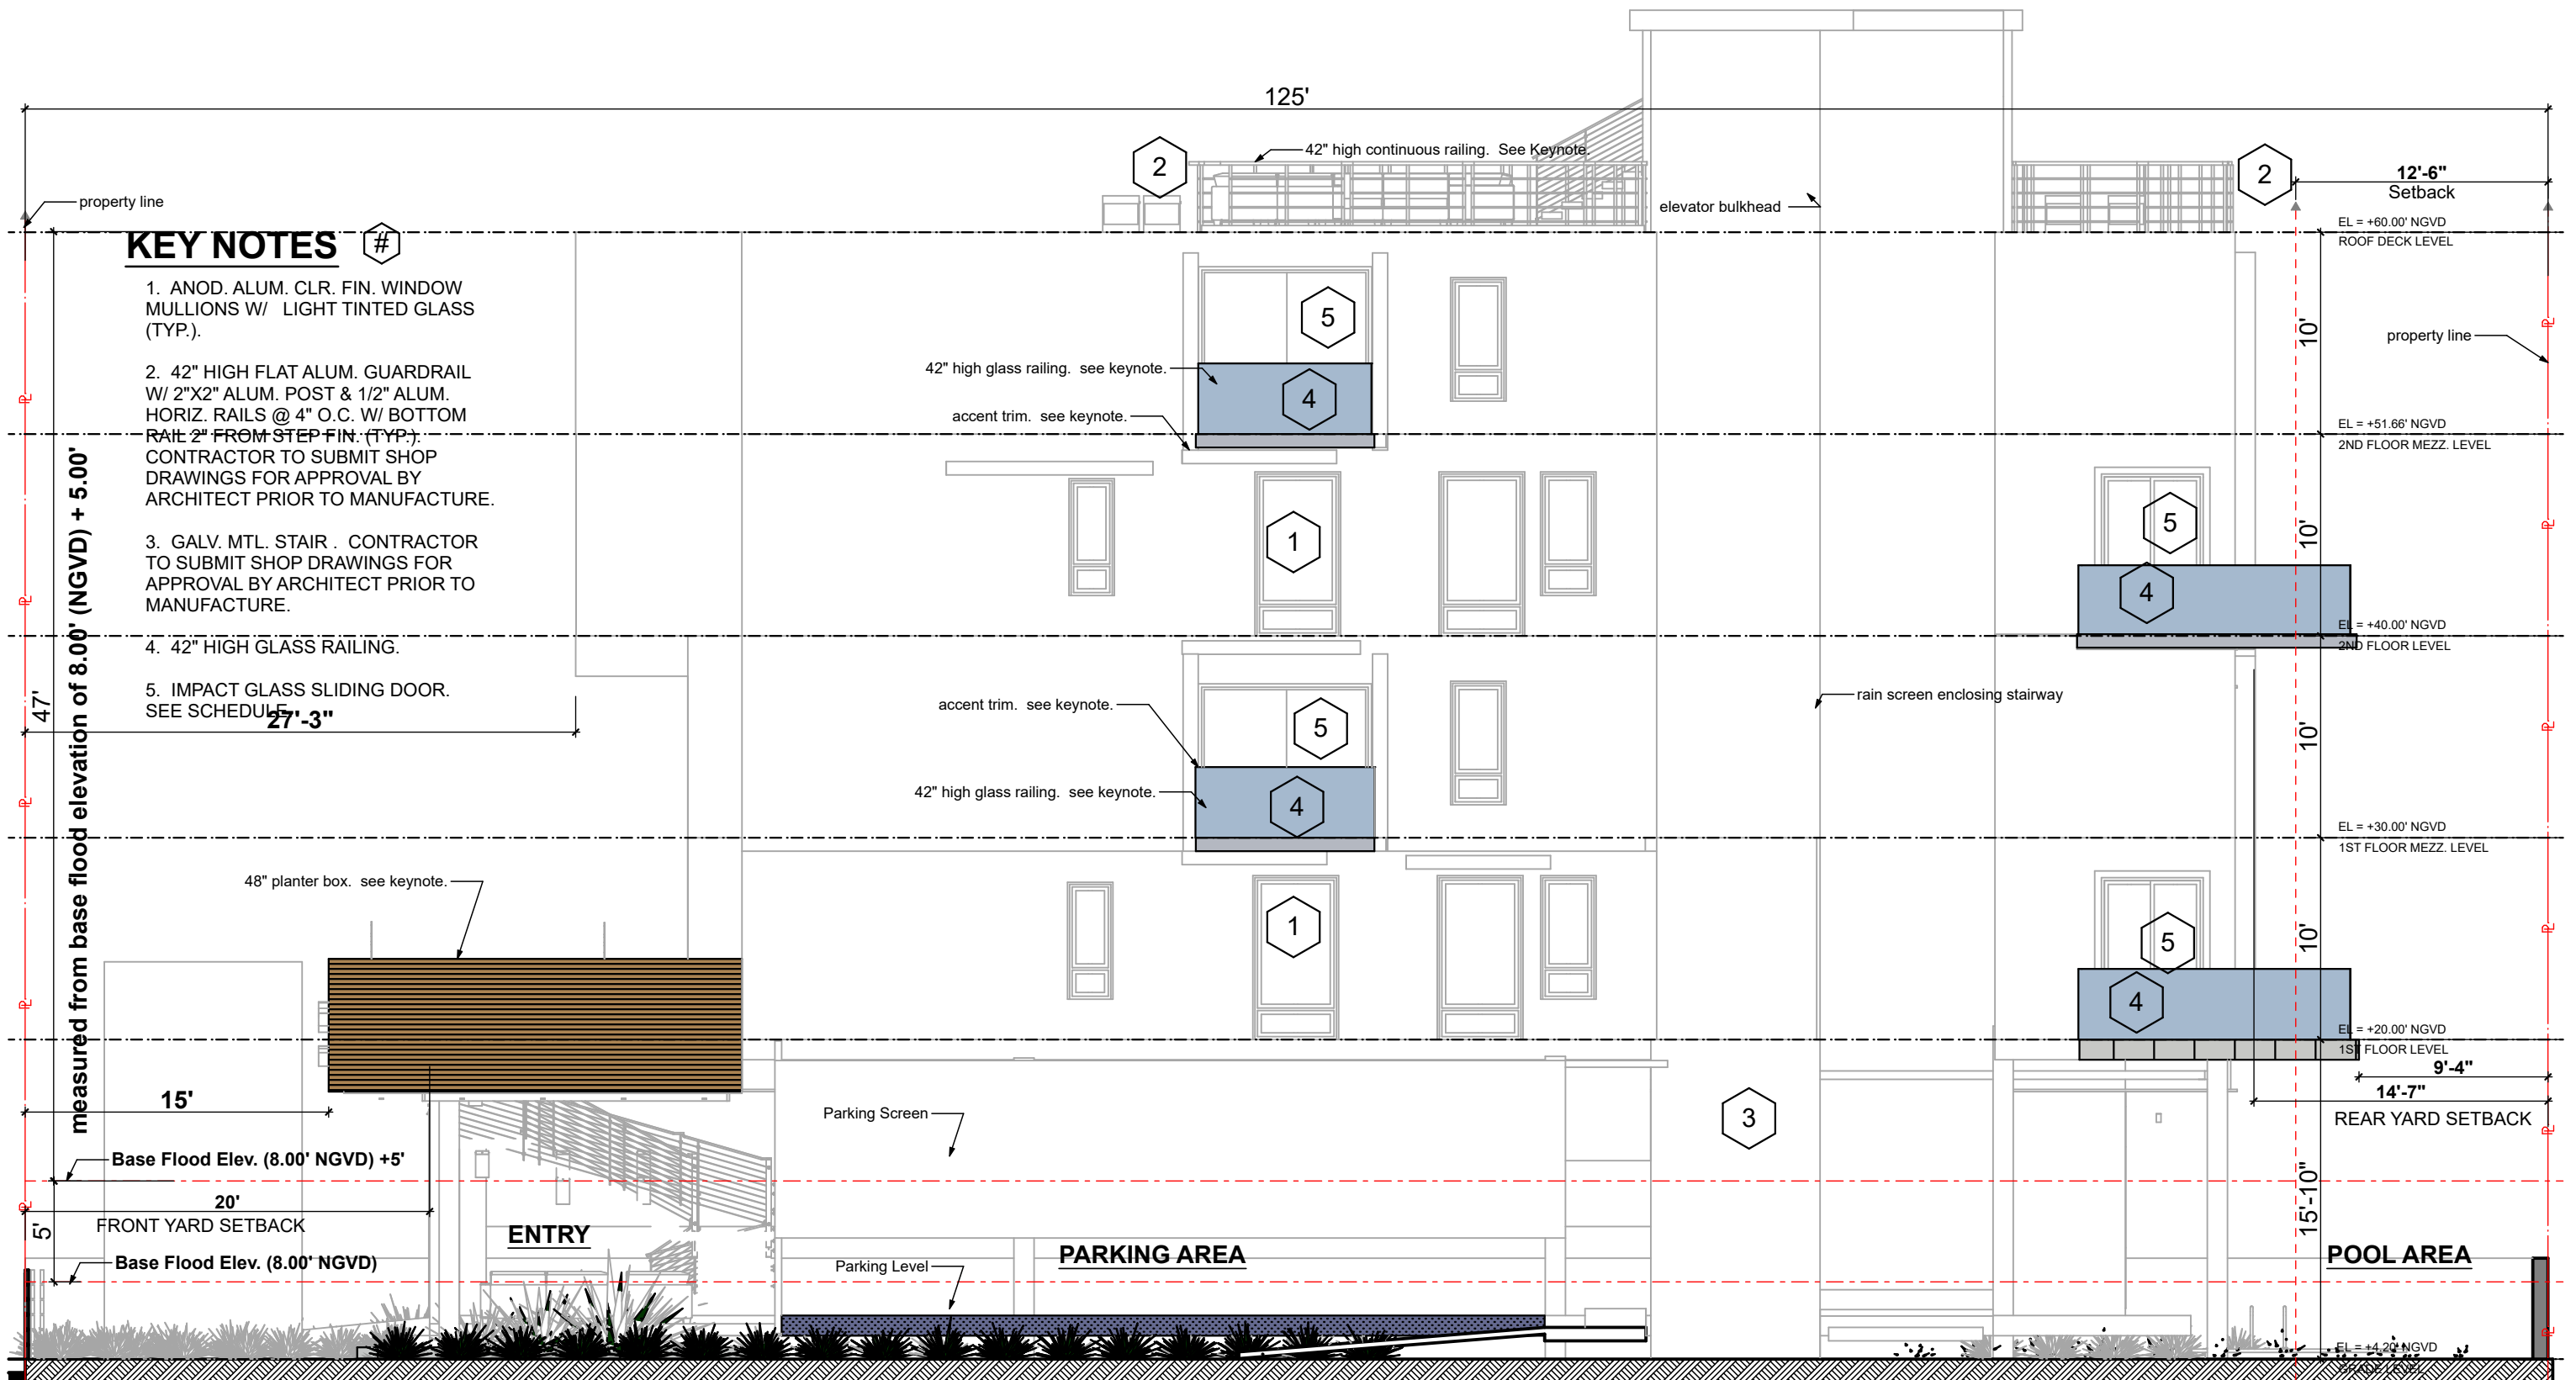 125'
2
42" high continuous railing.  See Keynote.
2
12'-6"
Setback
property line
elevator bulkhead
EL = +60.00' NGVD
ROOF DECK LEVEL
KEY NOTES #
1.  ANOD. ALUM. CLR. FIN. WINDOW
MULLIONS W/   LIGHT TINTED GLASS
(TYP.).
2.  42" HIGH FLAT ALUM. GUARDRAIL
W/ 2"X2" ALUM. POST & 1/2" ALUM.
HORIZ. RAILS @ 4" O.C. W/ BOTTOM
RAIL 2" FROM STEP FIN. (TYP.).
CONTRACTOR TO SUBMIT SHOP
DRAWINGS FOR APPROVAL BY
ARCHITECT PRIOR TO MANUFACTURE.
3.  GALV. MTL. STAIR .  CONTRACTOR
TO SUBMIT SHOP DRAWINGS FOR
APPROVAL BY ARCHITECT PRIOR TO
MANUFACTURE.
4.  42" HIGH GLASS RAILING.
5.  IMPACT GLASS SLIDING DOOR.
SEE SCHEDULE.
27'-3"
47'
measured from base flood elevation of 8.00' (NGVD) + 5.00'
5
10'
property line
42" high glass railing.  see keynote.
4
accent trim.  see keynote.
EL = +51.66' NGVD
2ND FLOOR MEZZ. LEVEL
1
5
10'
4
EL = +40.00' NGVD
2ND FLOOR LEVEL
accent trim.  see keynote.
5
rain screen enclosing stairway
10'
42" high glass railing.  see keynote.
4
EL = +30.00' NGVD
1ST FLOOR MEZZ. LEVEL
48" planter box.  see keynote.
1
5
10'
4
EL = +20.00' NGVD
1ST FLOOR LEVEL
9'-4"
14'-7"
REAR YARD SETBACK
15'
Parking Screen
3
Base Flood Elev. (8.00' NGVD) +5'
20'
FRONT YARD SETBACK
5'
ENTRY
15'-10"
Base Flood Elev. (8.00' NGVD)
Parking Level
PARKING AREA
POOL AREA
EL = +4.20' NGVD
GRADE LEVEL